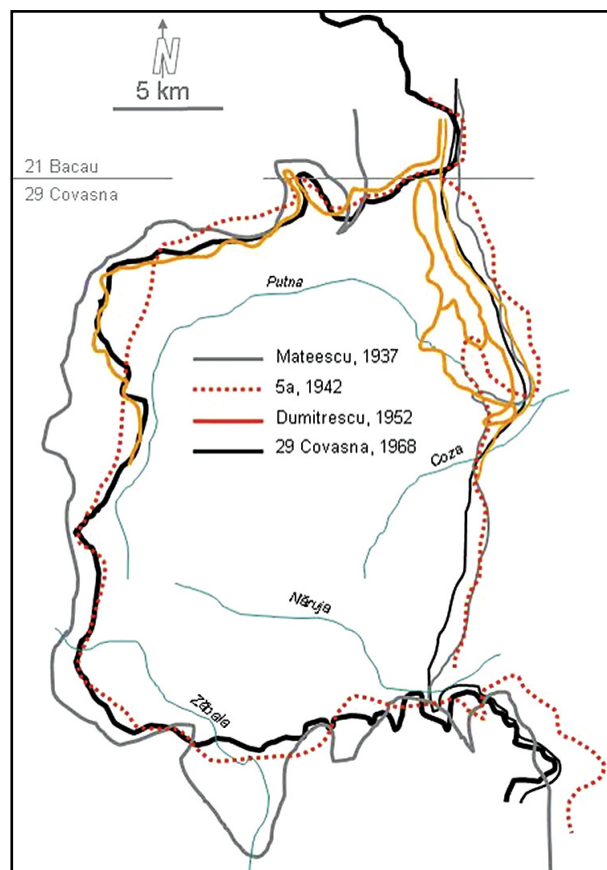 N
5 km
21 Bacau
29 Covasna
Putna
Mateescu, 1937
5a, 1942
Dumitrescu, 1952
29 Covasna, 1968
Coza
Năruja
Zăbala